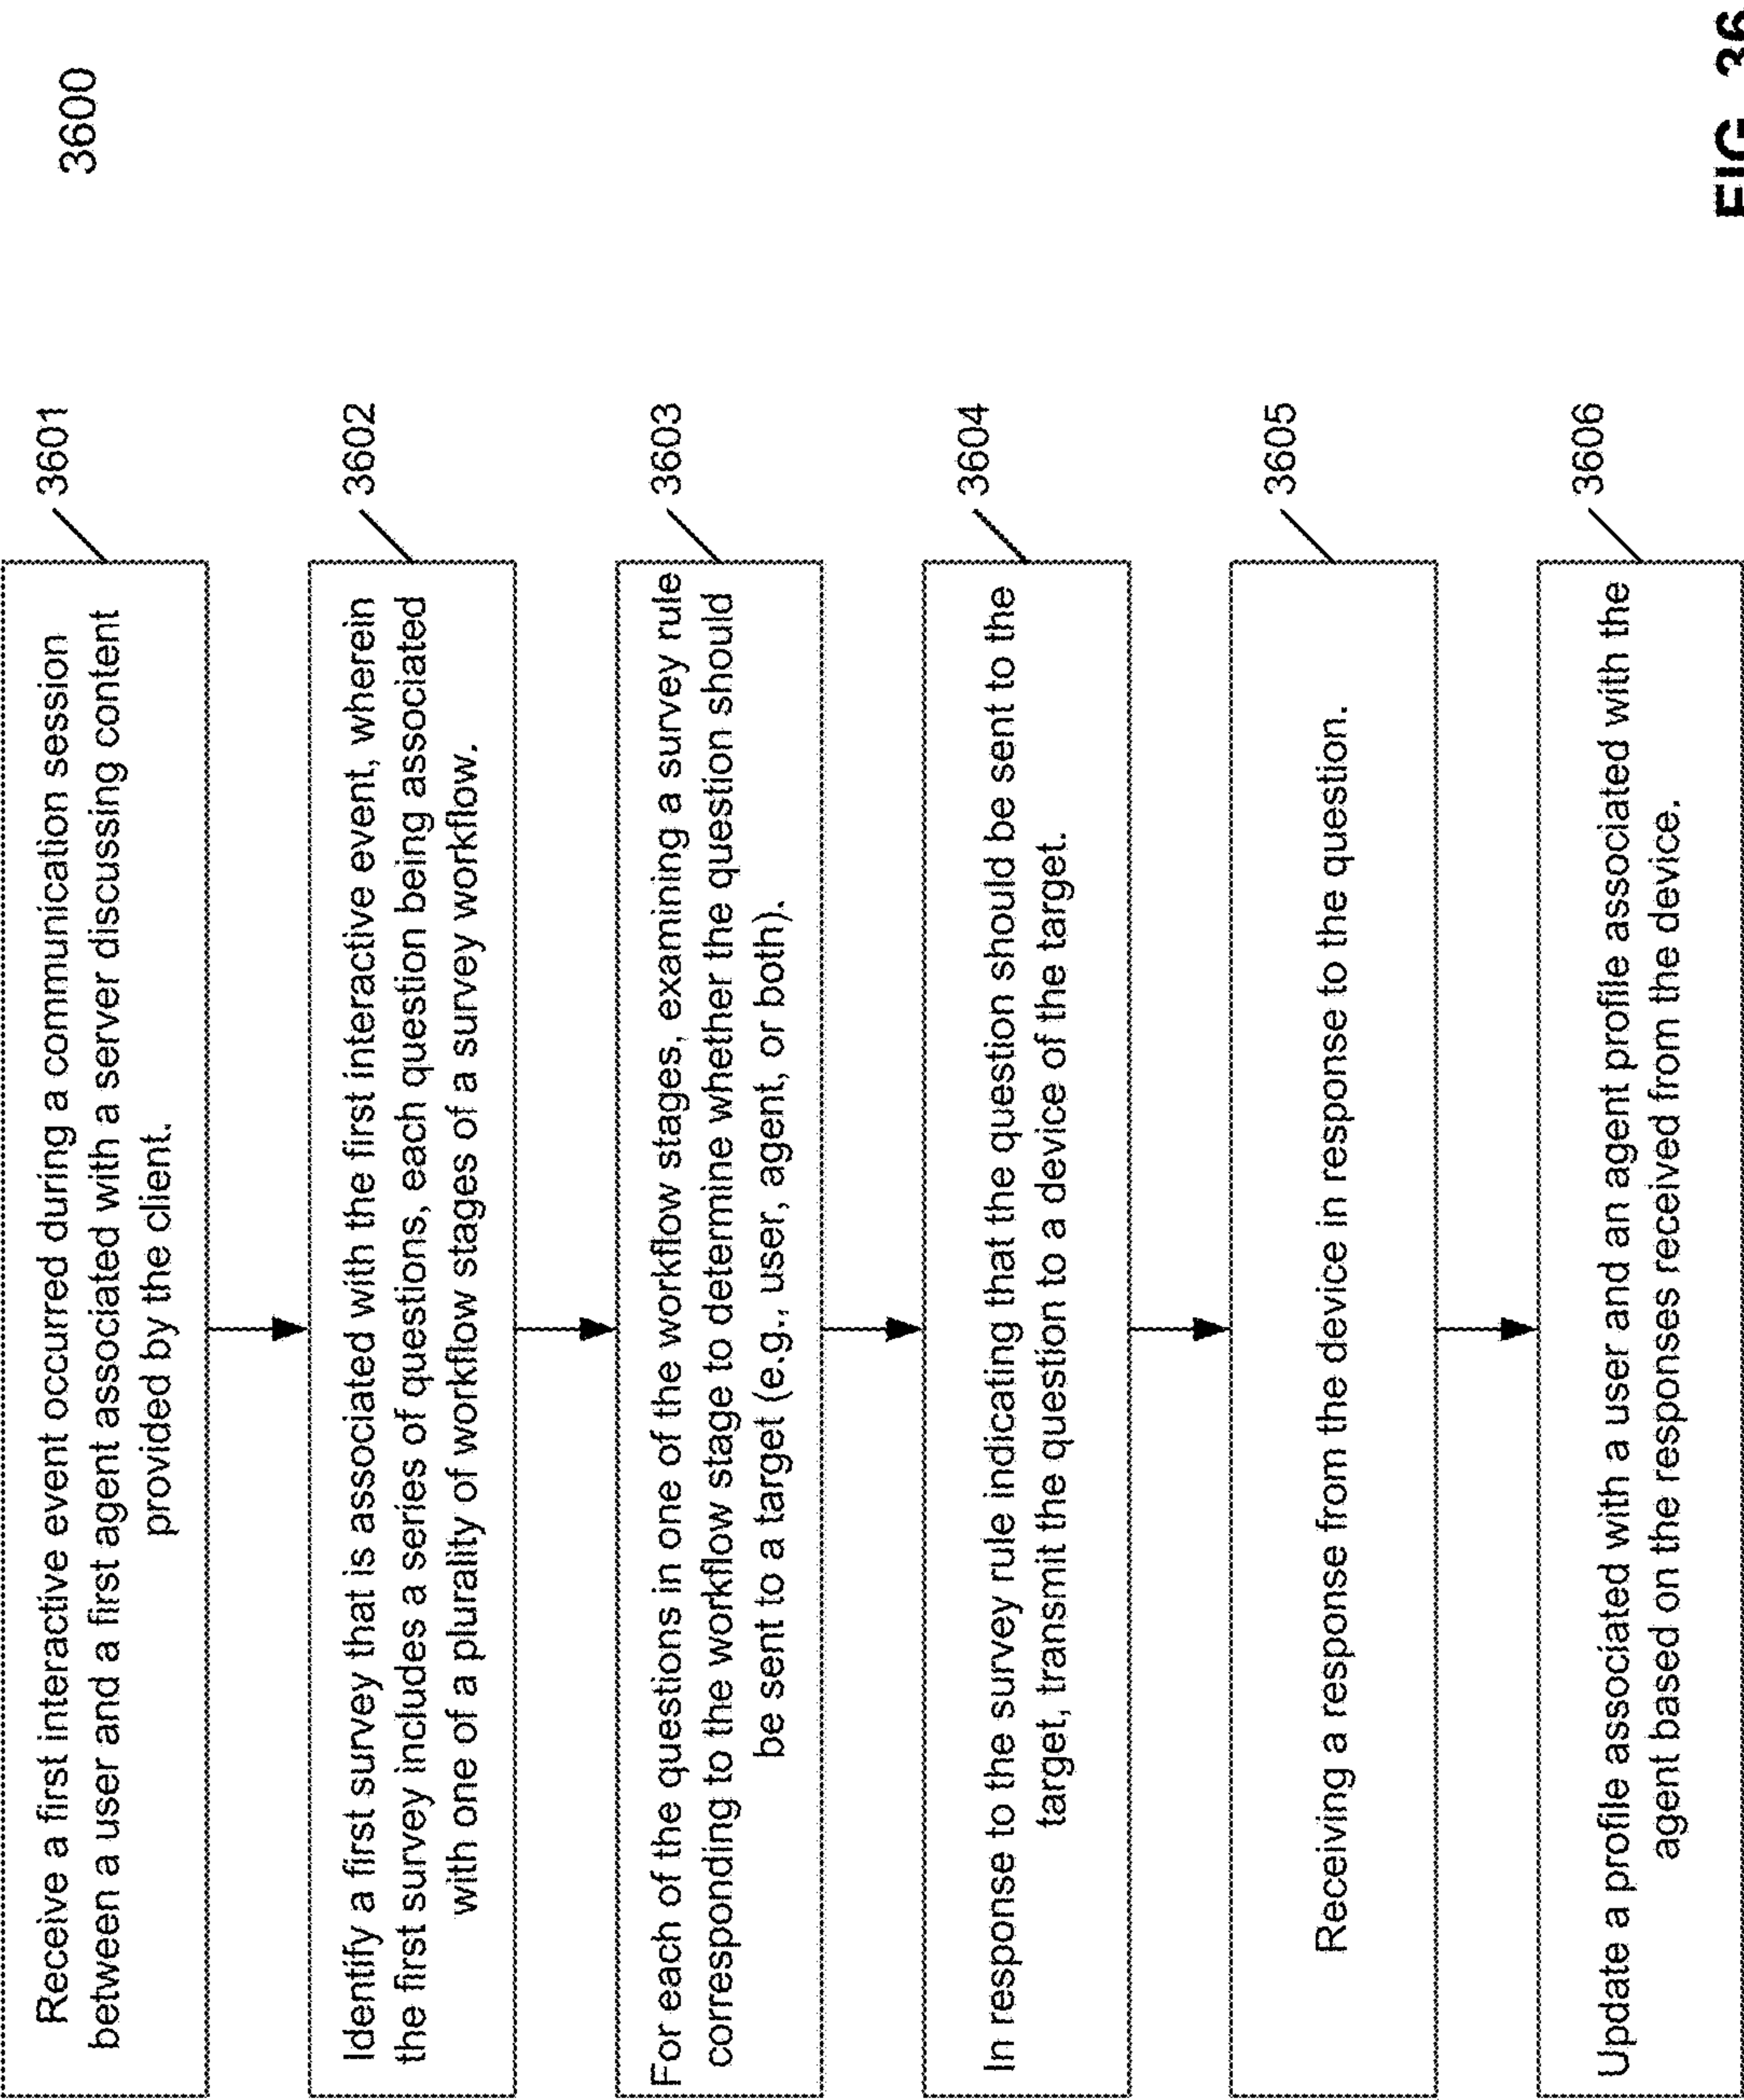 3600
Receive a first interactive event occurred during a communication session
between a user and a first agent associated with a server discussing content
provided by the client.
3601
Identify a first survey that is associated with the first interactive event, wherein
the first survey includes a series of questions, each question being associated
with one of a plurality of workflow stages of a survey workflow.
3602
For each of the questions in one of the workflow stages, examining a survey rule
corresponding to the workflow stage to determine whether the question should
be sent to a target (e.g., user, agent, or both).
3603
In response to the survey rule indicating that the question should be sent to the
target, transmit the question to a device of the target.
3604
Receiving a response from the device in response to the question.
3605
Update a profile associated with a user and an agent profile associated with the
agent based on the responses received from the device.
3606
FIG. 36